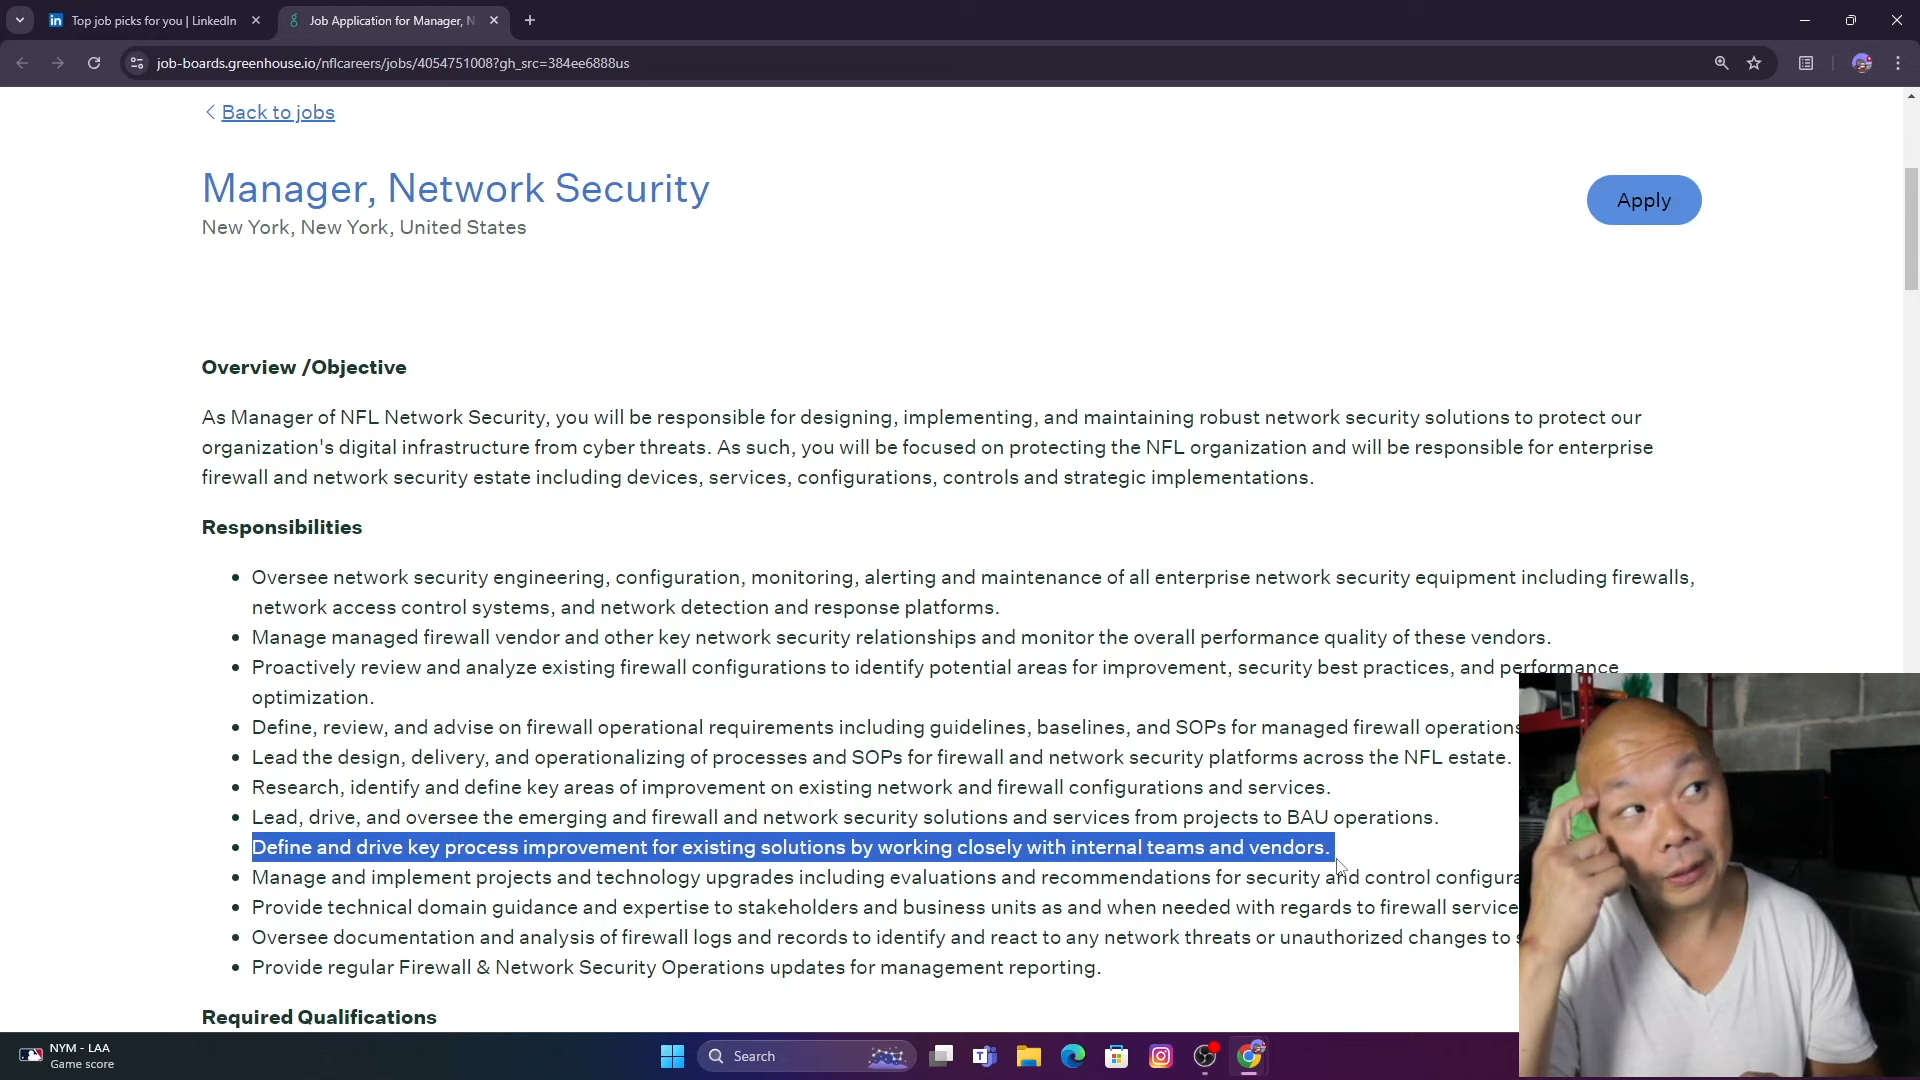 Top job picks for you | LinkedIn
Job Application for Manager, N
job-boards.greenhouse.io/nflcareers/jobs/4054751008?gh_src=384ee6888us
Back to jobs
Manager, Network Security
New York, New York, United States
Apply
Overview /Objective
As Manager of NFL Network Security, you will be responsible for designing, implementing, and maintaining robust network security solutions to protect our
organization's digital infrastructure from cyber threats. As such, you will be focused on protecting the NFL organization and will be responsible for enterprise
firewall and network security estate including devices, services, configurations, controls and strategic implementations.
Responsibilities
• Oversee network security engineering, configuration, monitoring, alerting and maintenance of all enterprise network security equipment including firewalls,
network access control systems, and network detection and response platforms.
• Manage managed firewall vendor and other key network security relationships and monitor the overall performance quality of these vendors.
• Proactively review and analyze existing firewall configurations to identify potential areas for improvement, security best practices, and performance
optimization.
• Define, review, and advise on firewall operational requirements including guidelines, baselines, and SOPs for managed firewall operations
• Lead the design, delivery, and operationalizing of processes and SOPs for firewall and network security platforms across the NFL estate.
• Research, identify and define key areas of improvement on existing network and firewall configurations and services.
• Lead, drive, and oversee the emerging and firewall and network security solutions and services from projects to BAU operations.
• Define and drive key process improvement for existing solutions by working closely with internal teams and vendors.
• Manage and implement projects and technology upgrades including evaluations and recommendations for security and control configura
• Provide technical domain guidance and expertise to stakeholders and business units as and when needed with regards to firewall service
• Oversee documentation and analysis of firewall logs and records to identify and react to any network threats or unauthorized changes to s
• Provide regular Firewall & Network Security Operations updates for management reporting.
Required Qualifications
NYM - LAA
Game score
Search